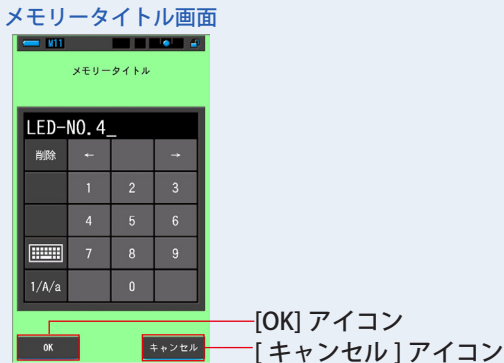 メモリータイトル画面
M11
メモリータイトル
LED-NO.4_
削除 ← →
1 2 3
4 5 6
7 8 9
1/A/a 0
OK キャンセル
[OK] アイコン
[ キャンセル ] アイコン